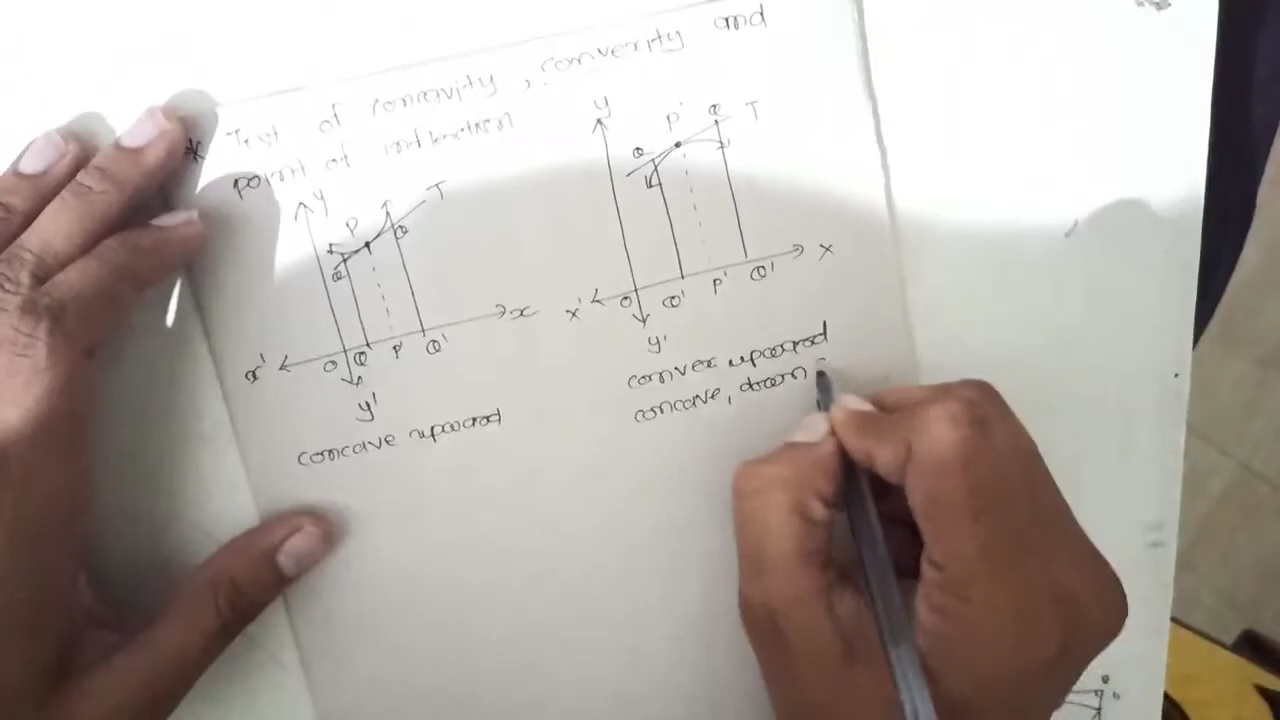 * Test of concavity, convexity and
point of inflection
y
P
T
Q
Q
x
x'
O
Q'
P'
Q'
y'
concave upward
y
P'
Q
T
Q
x
x'
O
Q'
P'
Q'
y'
convex upward
concave, down